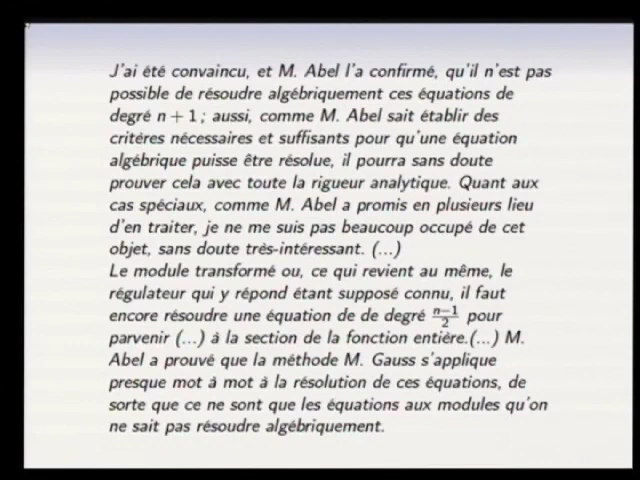 J'ai été convaincu, et M. Abel l'a confirmé, qu'il n'est pas
possible de résoudre algébriquement ces équations de
degré n + 1 ; aussi, comme M. Abel sait établir des
critères nécessaires et suffisants pour qu'une équation
algébrique puisse être résolue, il pourra sans doute
prouver cela avec toute la rigueur analytique. Quant aux
cas spéciaux, comme M. Abel a promis en plusieurs lieu
d'en traiter, je ne me suis pas beaucoup occupé de cet
objet, sans doute très-intéressant. (...)
Le module transformé ou, ce qui revient au même, le
régulateur qui y répond étant supposé connu, il faut
encore résoudre une équation de de degré \frac{n-1}{2} pour
parvenir (...) à la section de la fonction entière.(...) M.
Abel a prouvé que la méthode M. Gauss s'applique
presque mot à mot à la résolution de ces équations, de
sorte que ce ne sont que les équations aux modules qu'on
ne sait pas résoudre algébriquement.